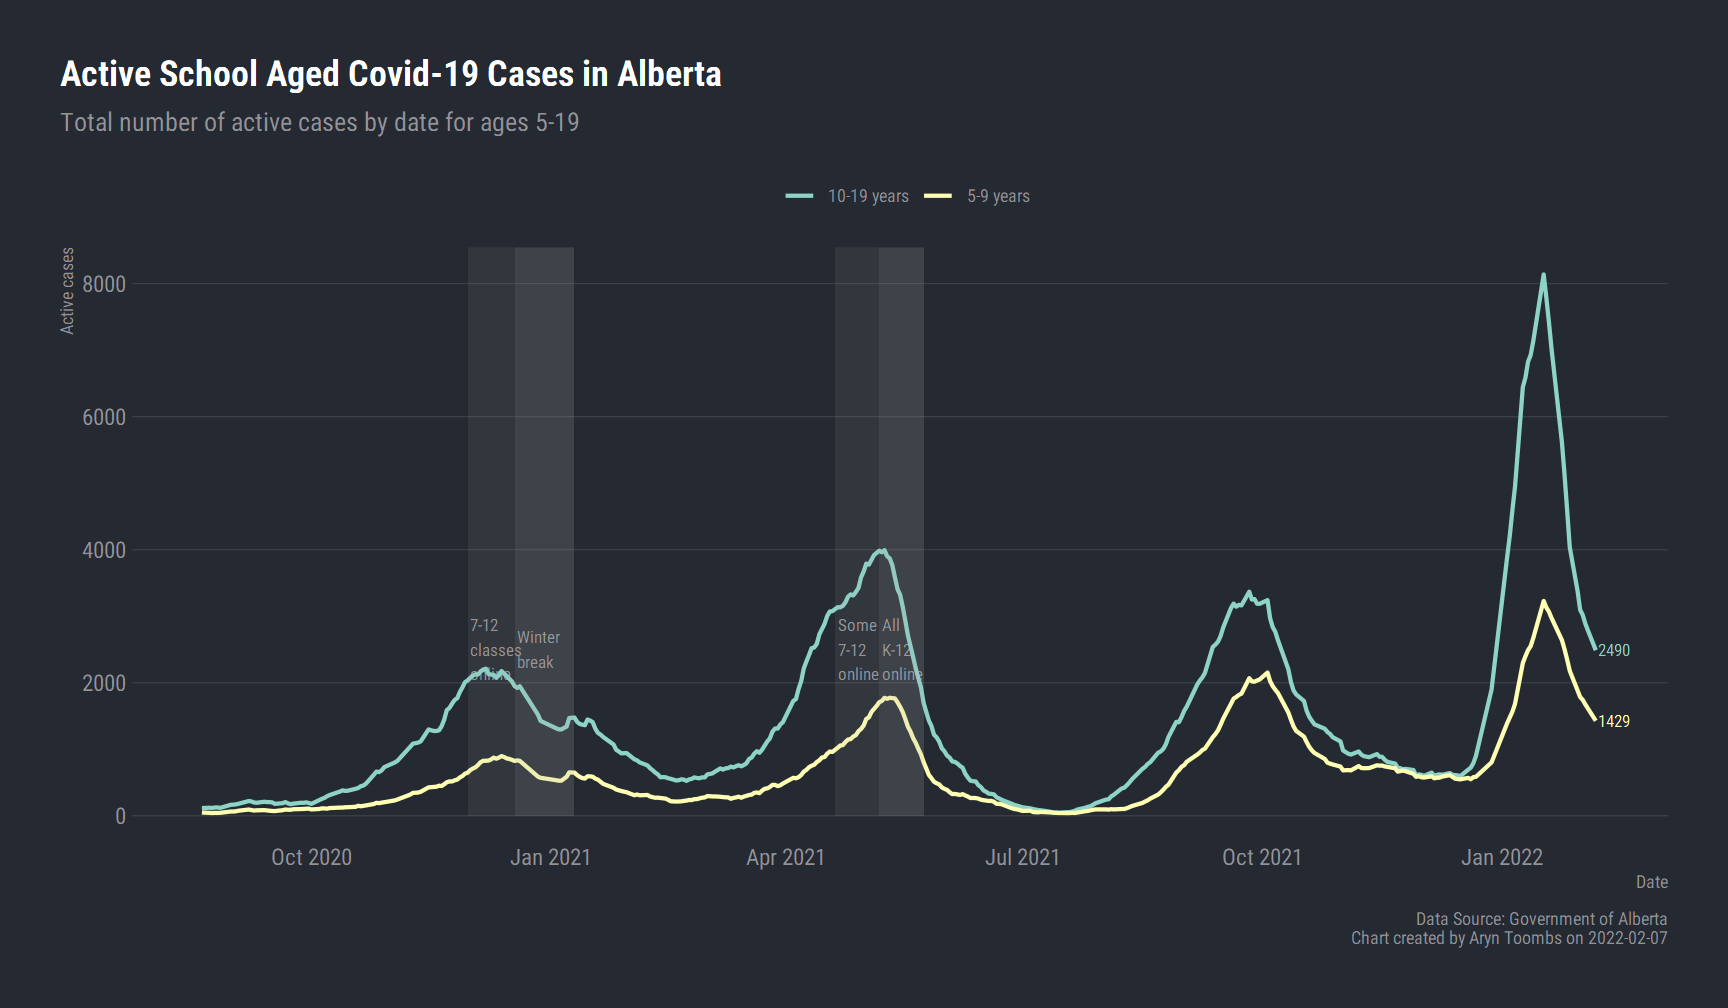 Active School Aged Covid-19 Cases in Alberta
Total number of active cases by date for ages 5-19
10-19 years
5-9 years
Active cases
8000
6000
4000
2000
0
7-12
classes
online
Winter
break
Some
7-12
online
All
K-12
online
2490
1429
Oct 2020
Jan 2021
Apr 2021
Jul 2021
Oct 2021
Jan 2022
Date
Data Source: Government of Alberta
Chart created by Aryn Toombs on 2022-02-07